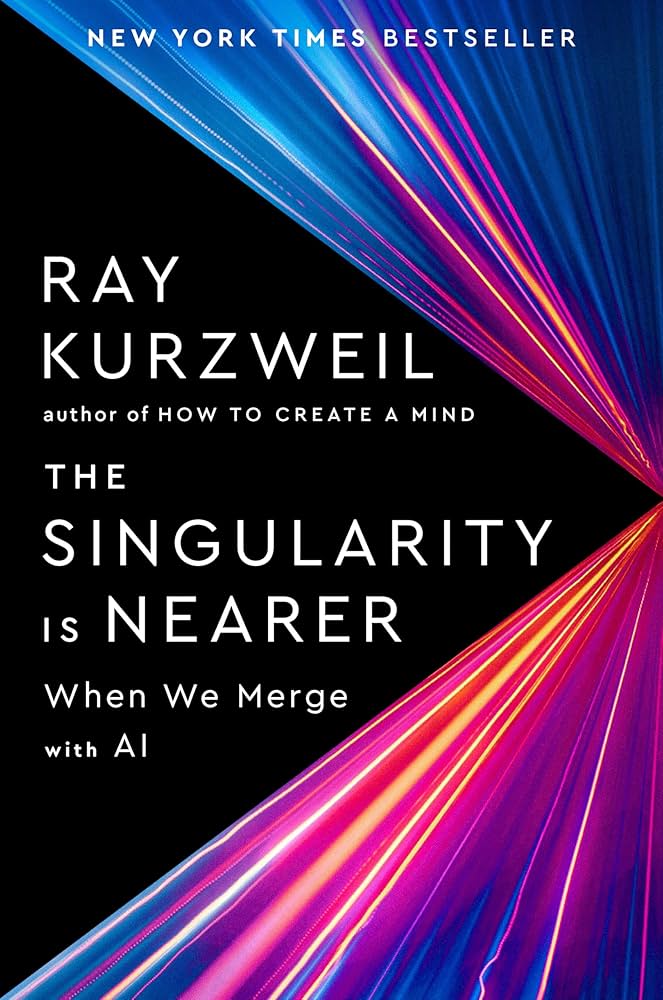 NEW YORK TIMES BESTSELLER
RAY
KURZWEIL
author of HOW TO CREATE A MIND
THE
SINGULARITY
IS NEARER
When We Merge
with AI